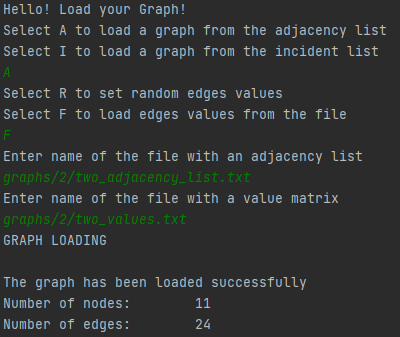 Hello! Load your Graph!
Select A to load a graph from the adjacency list
Select I to load a graph from the incident list
A
Select R to set random edges values
Select F to load edges values from the file
F
Enter name of the file with an adjacency list
graphs/2/two_adjacency_list.txt
Enter name of the file with a value matrix
graphs/2/two_values.txt
GRAPH LOADING
The graph has been loaded successfully
Number of nodes: 11
Number of edges: 24